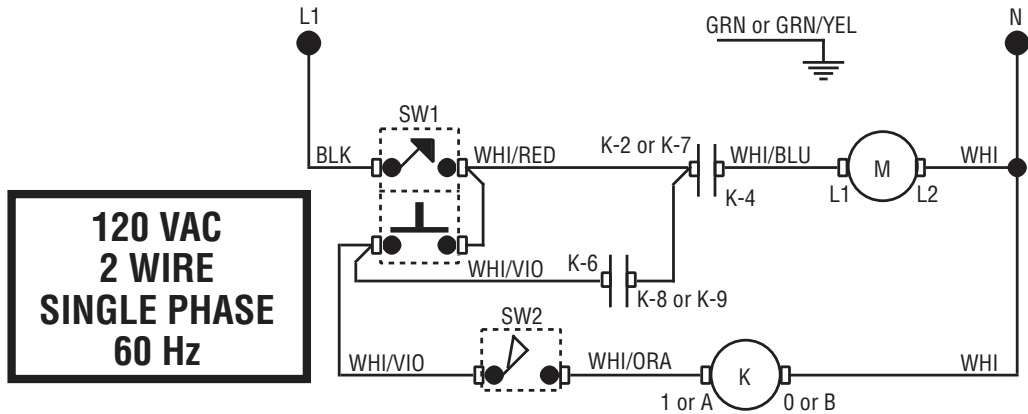 L1
GRN or GRN/YEL
N
SW1
BLK
WHI/RED
K-2 or K-7
WHI/BLU
M
WHI
K-4
L1
L2
120 VAC
2 WIRE
SINGLE PHASE
60 Hz
WHI/VIO
K-6
K-8 or K-9
SW2
WHI/VIO
WHI/ORA
K
WHI
1 or A
0 or B